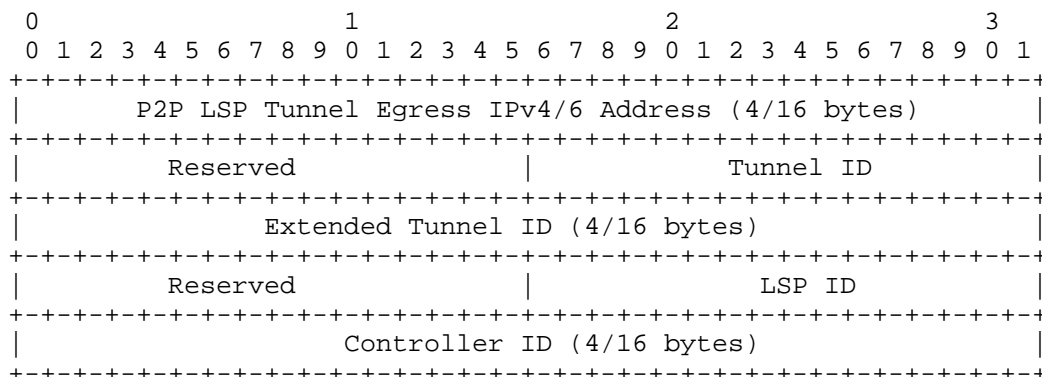 0                   1                   2                   3
 0 1 2 3 4 5 6 7 8 9 0 1 2 3 4 5 6 7 8 9 0 1 2 3 4 5 6 7 8 9 0 1
+-+-+-+-+-+-+-+-+-+-+-+-+-+-+-+-+-+-+-+-+-+-+-+-+-+-+-+-+-+-+-+-+
|       P2P LSP Tunnel Egress IPv4/6 Address (4/16 bytes)       |
+-+-+-+-+-+-+-+-+-+-+-+-+-+-+-+-+-+-+-+-+-+-+-+-+-+-+-+-+-+-+-+-+
|         Reserved              |            Tunnel ID          |
+-+-+-+-+-+-+-+-+-+-+-+-+-+-+-+-+-+-+-+-+-+-+-+-+-+-+-+-+-+-+-+-+
|               Extended Tunnel ID (4/16 bytes)                 |
+-+-+-+-+-+-+-+-+-+-+-+-+-+-+-+-+-+-+-+-+-+-+-+-+-+-+-+-+-+-+-+-+
|         Reserved              |              LSP ID           |
+-+-+-+-+-+-+-+-+-+-+-+-+-+-+-+-+-+-+-+-+-+-+-+-+-+-+-+-+-+-+-+-+
|                    Controller ID (4/16 bytes)                 |
+-+-+-+-+-+-+-+-+-+-+-+-+-+-+-+-+-+-+-+-+-+-+-+-+-+-+-+-+-+-+-+-+